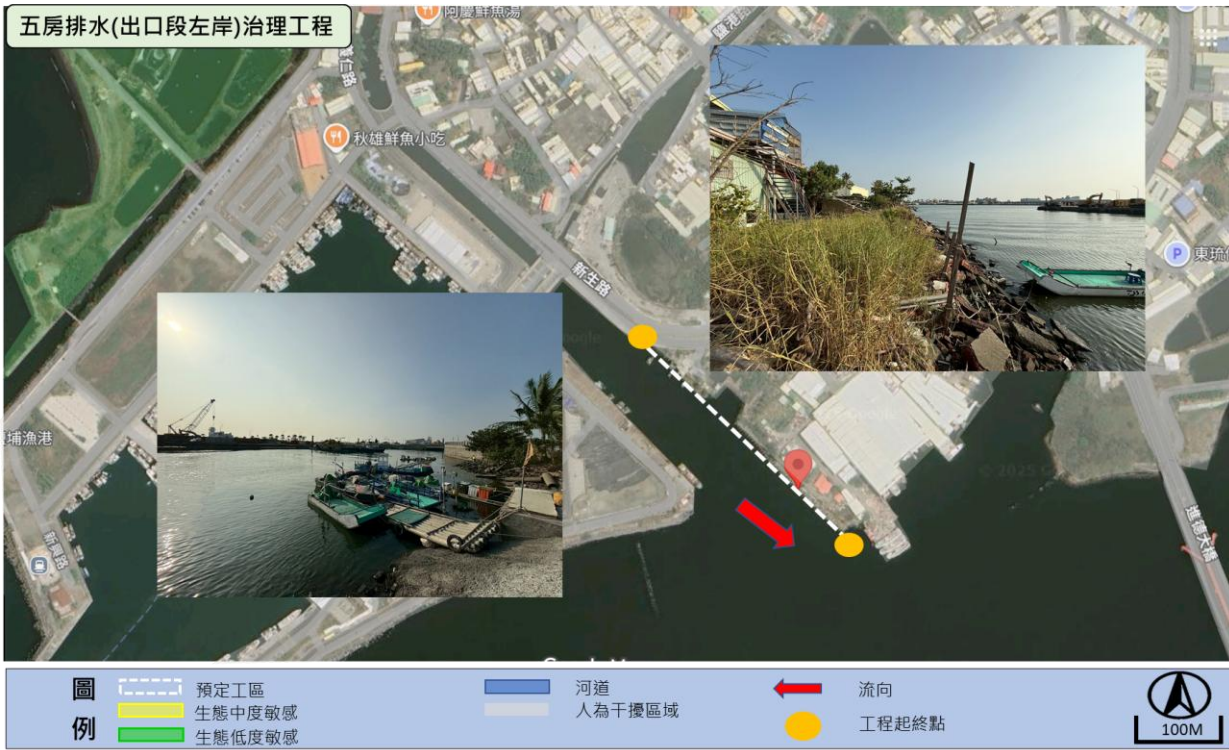 五房排水(出口段左岸)治理工程
阿慶鮮魚湯
秋雄鮮魚小吃
新生路
東琉
埔漁港
新興路
進德大橋
© 2025
圖例
預定工區
生態中度敏感
生態低度敏感
河道
人為干擾區域
流向
工程起終點
100M